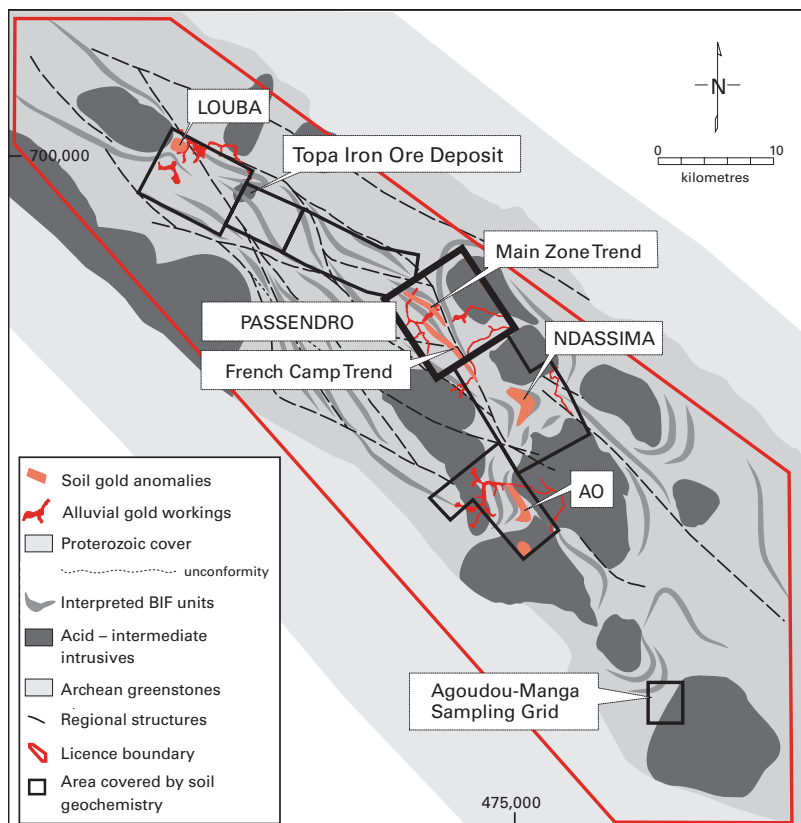 LOUBA
700,000
Topa Iron Ore Deposit
N
0
10
kilometres
Main Zone Trend
PASSENDRO
NDASSIMA
French Camp Trend
AO
Soil gold anomalies
Alluvial gold workings
Proterozoic cover
unconformity
Interpreted BIF units
Acid – intermediate
intrusives
Archean greenstones
Regional structures
Licence boundary
Area covered by soil
geochemistry
Agoudou-Manga
Sampling Grid
475,000